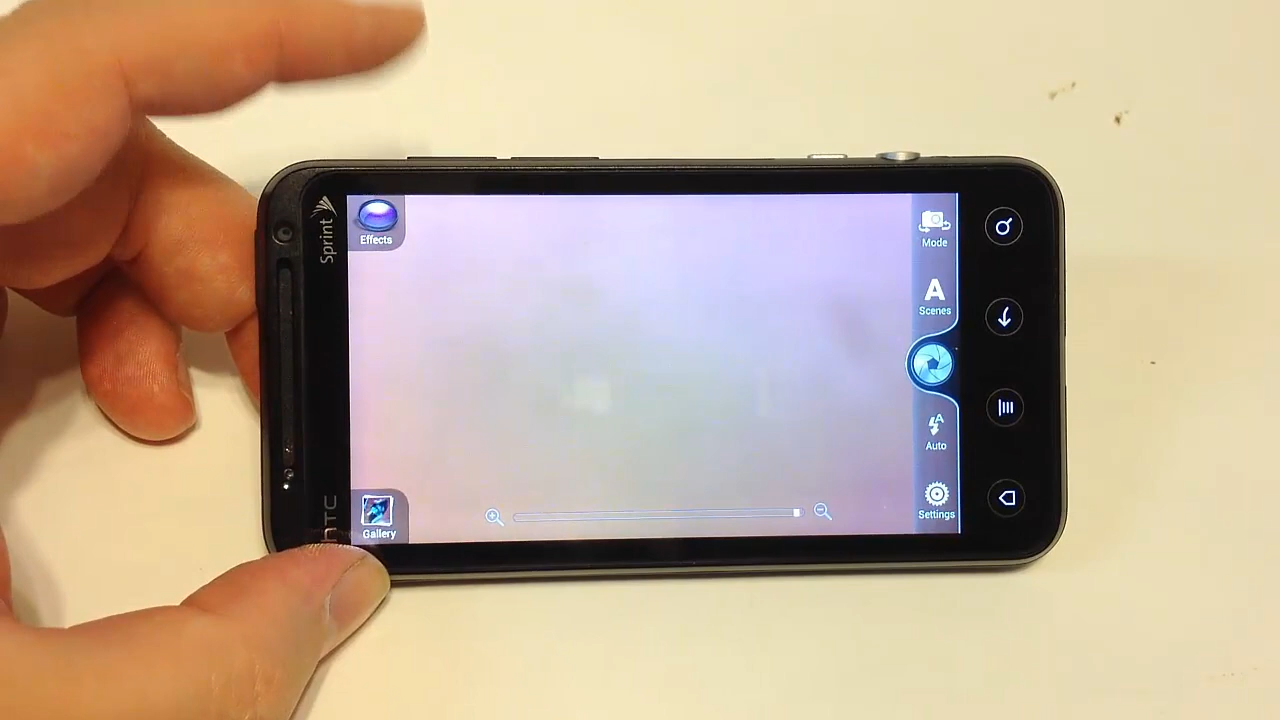 Sprint
Effects
Mode
A
Scenes
A
Auto
Settings
hTC
Gallery